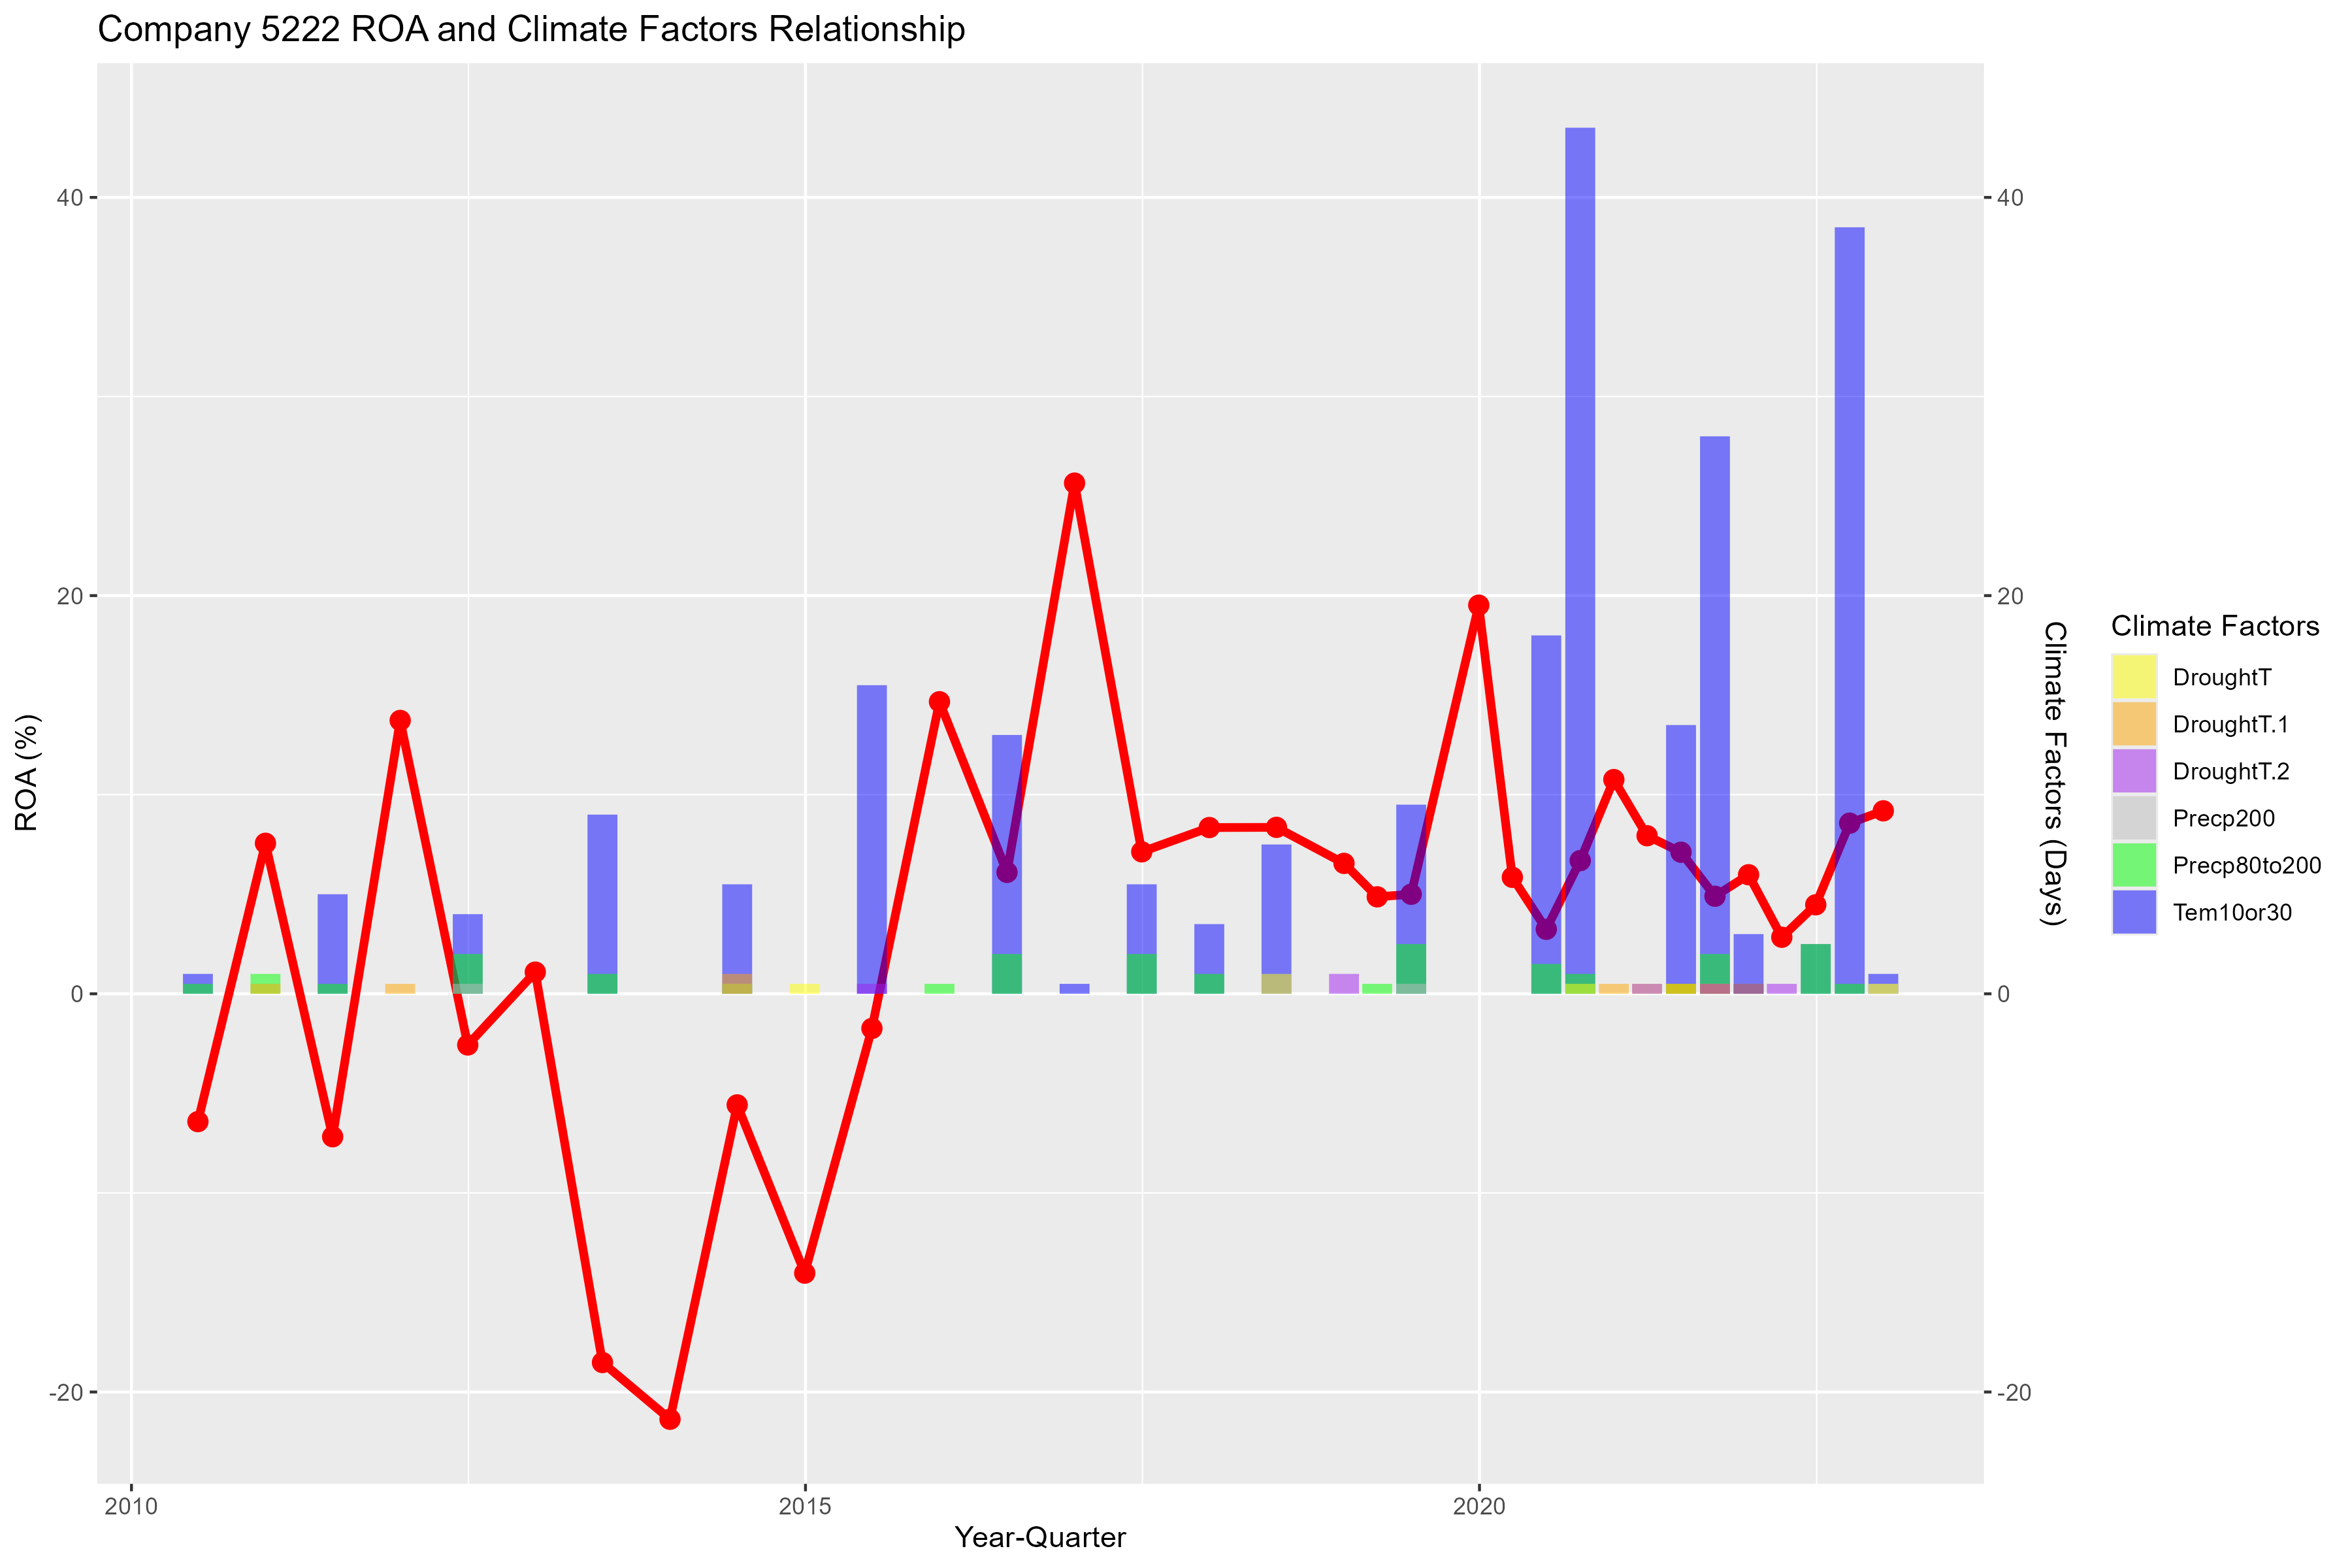 Company 5222 ROA and Climate Factors Relationship
40
20
0
-20
ROA (%)
2010
2015
2020
Year-Quarter
40
20
0
-20
Climate Factors (Days)
Climate Factors
DroughtT
DroughtT.1
DroughtT.2
Precp200
Precp80to200
Tem10or30